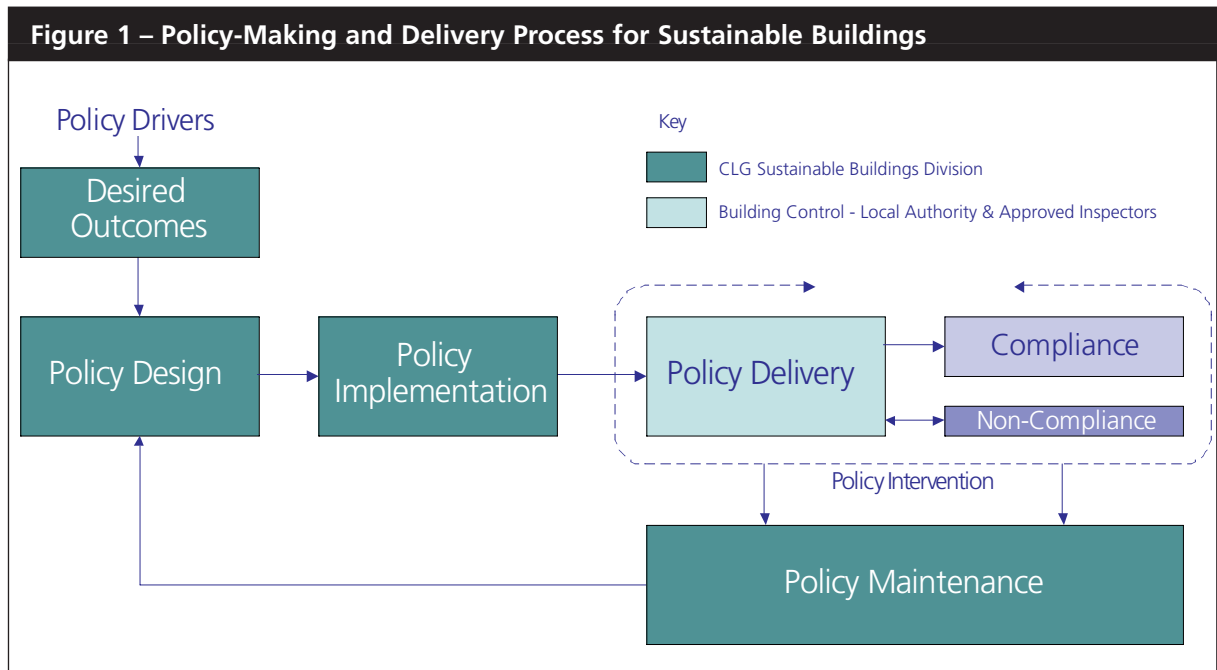 Figure 1 – Policy-Making and Delivery Process for Sustainable Buildings
Policy Drivers
Key
CLG Sustainable Buildings Division
Building Control - Local Authority & Approved Inspectors
Desired
Outcomes
Policy Design
Policy
Implementation
Policy Delivery
Compliance
Non-Compliance
Policy Intervention
Policy Maintenance